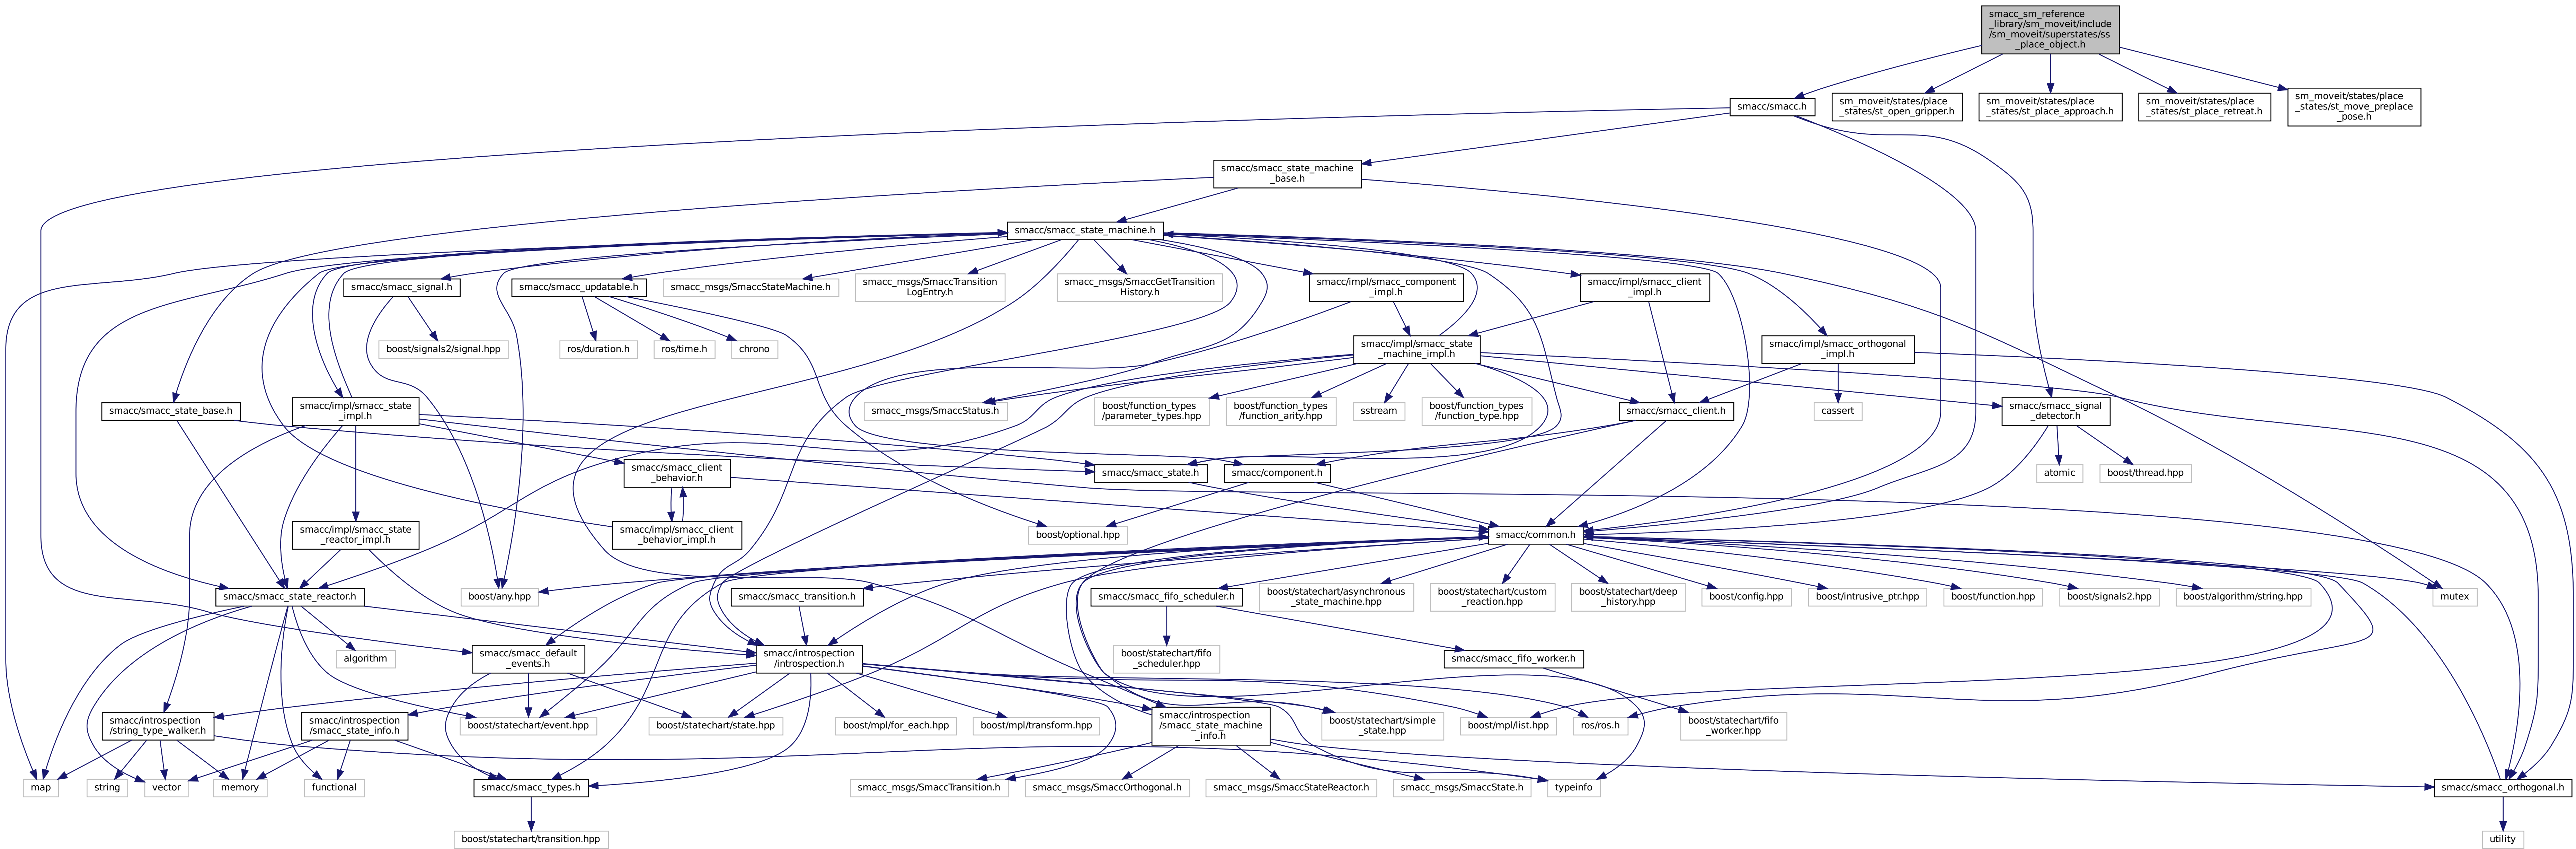 smacc_sm_reference
_library/sm_moveit/include
/sm_moveit/superstates/ss
_place_object.h
smacc/smacc.h
sm_moveit/states/place
_states/st_open_gripper.h
sm_moveit/states/place
_states/st_place_approach.h
sm_moveit/states/place
_states/st_place_retreat.h
sm_moveit/states/place
_states/st_move_preplace
_pose.h
smacc/smacc_state_machine
_base.h
smacc/smacc_state_machine.h
smacc/smacc_signal.h
smacc/smacc_updatable.h
smacc_msgs/SmaccStateMachine.h
smacc_msgs/SmaccTransition
LogEntry.h
smacc_msgs/SmaccGetTransition
History.h
smacc/impl/smacc_component
_impl.h
smacc/impl/smacc_client
_impl.h
boost/signals2/signal.hpp
ros/duration.h
ros/time.h
chrono
smacc/impl/smacc_state
_machine_impl.h
smacc/impl/smacc_orthogonal
_impl.h
smacc/smacc_state_base.h
smacc/impl/smacc_state
_impl.h
smacc_msgs/SmaccStatus.h
boost/function_types
/parameter_types.hpp
boost/function_types
/function_arity.hpp
sstream
boost/function_types
/function_type.hpp
smacc/smacc_client.h
cassert
smacc/smacc_signal
_detector.h
smacc/smacc_client
_behavior.h
smacc/smacc_state.h
smacc/component.h
atomic
boost/thread.hpp
smacc/impl/smacc_state
_reactor_impl.h
smacc/impl/smacc_client
_behavior_impl.h
boost/optional.hpp
smacc/common.h
smacc/smacc_state_reactor.h
boost/any.hpp
smacc/smacc_transition.h
smacc/smacc_fifo_scheduler.h
boost/statechart/asynchronous
_state_machine.hpp
boost/statechart/custom
_reaction.hpp
boost/statechart/deep
_history.hpp
boost/config.hpp
boost/intrusive_ptr.hpp
boost/function.hpp
boost/signals2.hpp
boost/algorithm/string.hpp
mutex
algorithm
smacc/smacc_default
_events.h
smacc/introspection
/introspection.h
boost/statechart/fifo
_scheduler.hpp
smacc/smacc_fifo_worker.h
smacc/introspection
/string_type_walker.h
smacc/introspection
/smacc_state_info.h
boost/statechart/event.hpp
boost/statechart/state.hpp
boost/mpl/for_each.hpp
boost/mpl/transform.hpp
smacc/introspection
/smacc_state_machine
_info.h
boost/statechart/simple
_state.hpp
boost/mpl/list.hpp
ros/ros.h
boost/statechart/fifo
_worker.hpp
map
string
vector
memory
functional
smacc/smacc_types.h
smacc_msgs/SmaccTransition.h
smacc_msgs/SmaccOrthogonal.h
smacc_msgs/SmaccStateReactor.h
smacc_msgs/SmaccState.h
typeinfo
smacc/smacc_orthogonal.h
boost/statechart/transition.hpp
utility